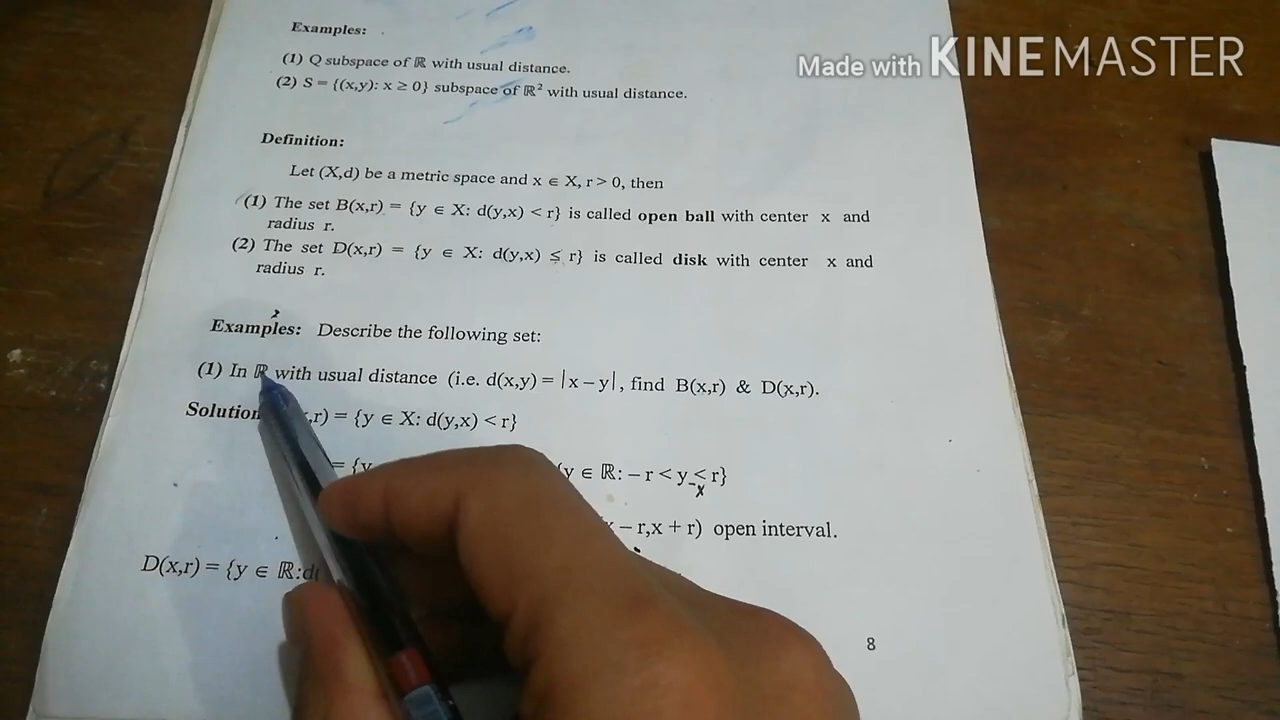 Made with KINEMASTER
Examples:
(1) Q subspace of ℝ with usual distance.
(2) S = {(x,y): x ≥ 0} subspace of ℝ² with usual distance.
Definition:
Let (X,d) be a metric space and x ∈ X, r > 0, then
(1) The set B(x,r) = {y ∈ X: d(y,x) < r} is called open ball with center x and
radius r.
(2) The set D(x,r) = {y ∈ X: d(y,x) ≤ r} is called disk with center x and
radius r.
Examples: Describe the following set:
(1) In ℝ with usual distance (i.e. d(x,y) = |x – y|, find B(x,r) & D(x,r).
Solution ,r) = {y ∈ X: d(y,x) < r}
= {y {y ∈ ℝ: – r < y -x < r}
– r,x + r) open interval.
D(x,r) = {y ∈ ℝ:d(
8